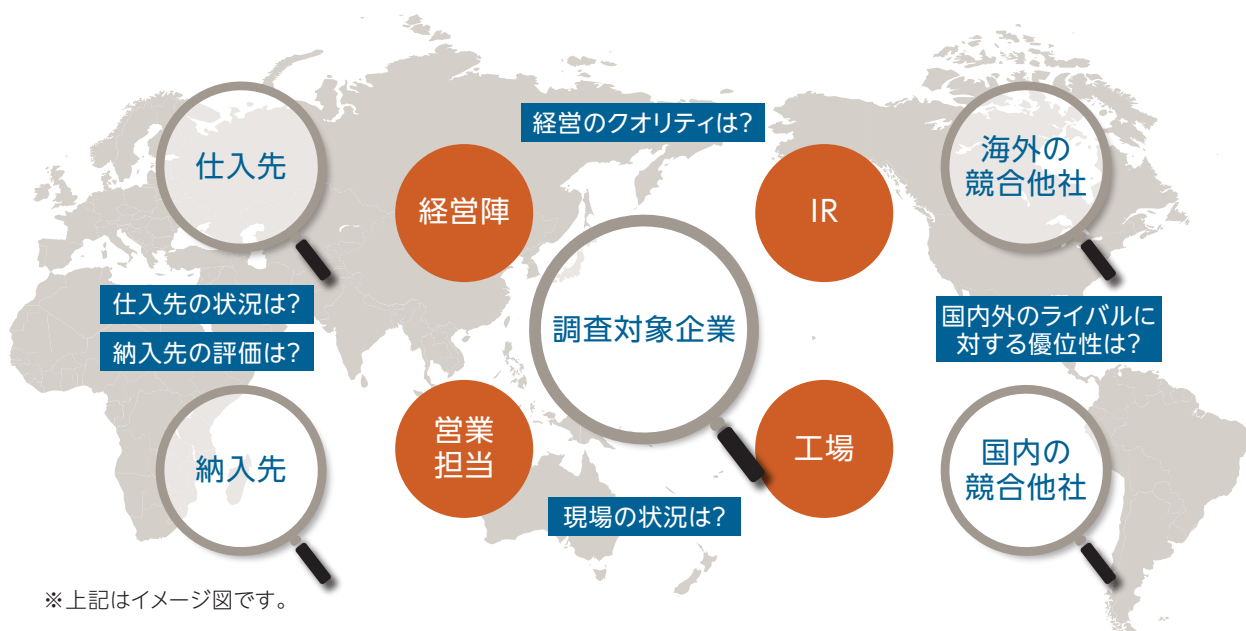 経営のクオリティは?
仕入先
経営陣
IR
海外の
競合他社
仕入先の状況は?
納入先の評価は?
調査対象企業
国内外のライバルに
対する優位性は?
納入先
営業
担当
工場
国内の
競合他社
現場の状況は?
※上記はイメージ図です。